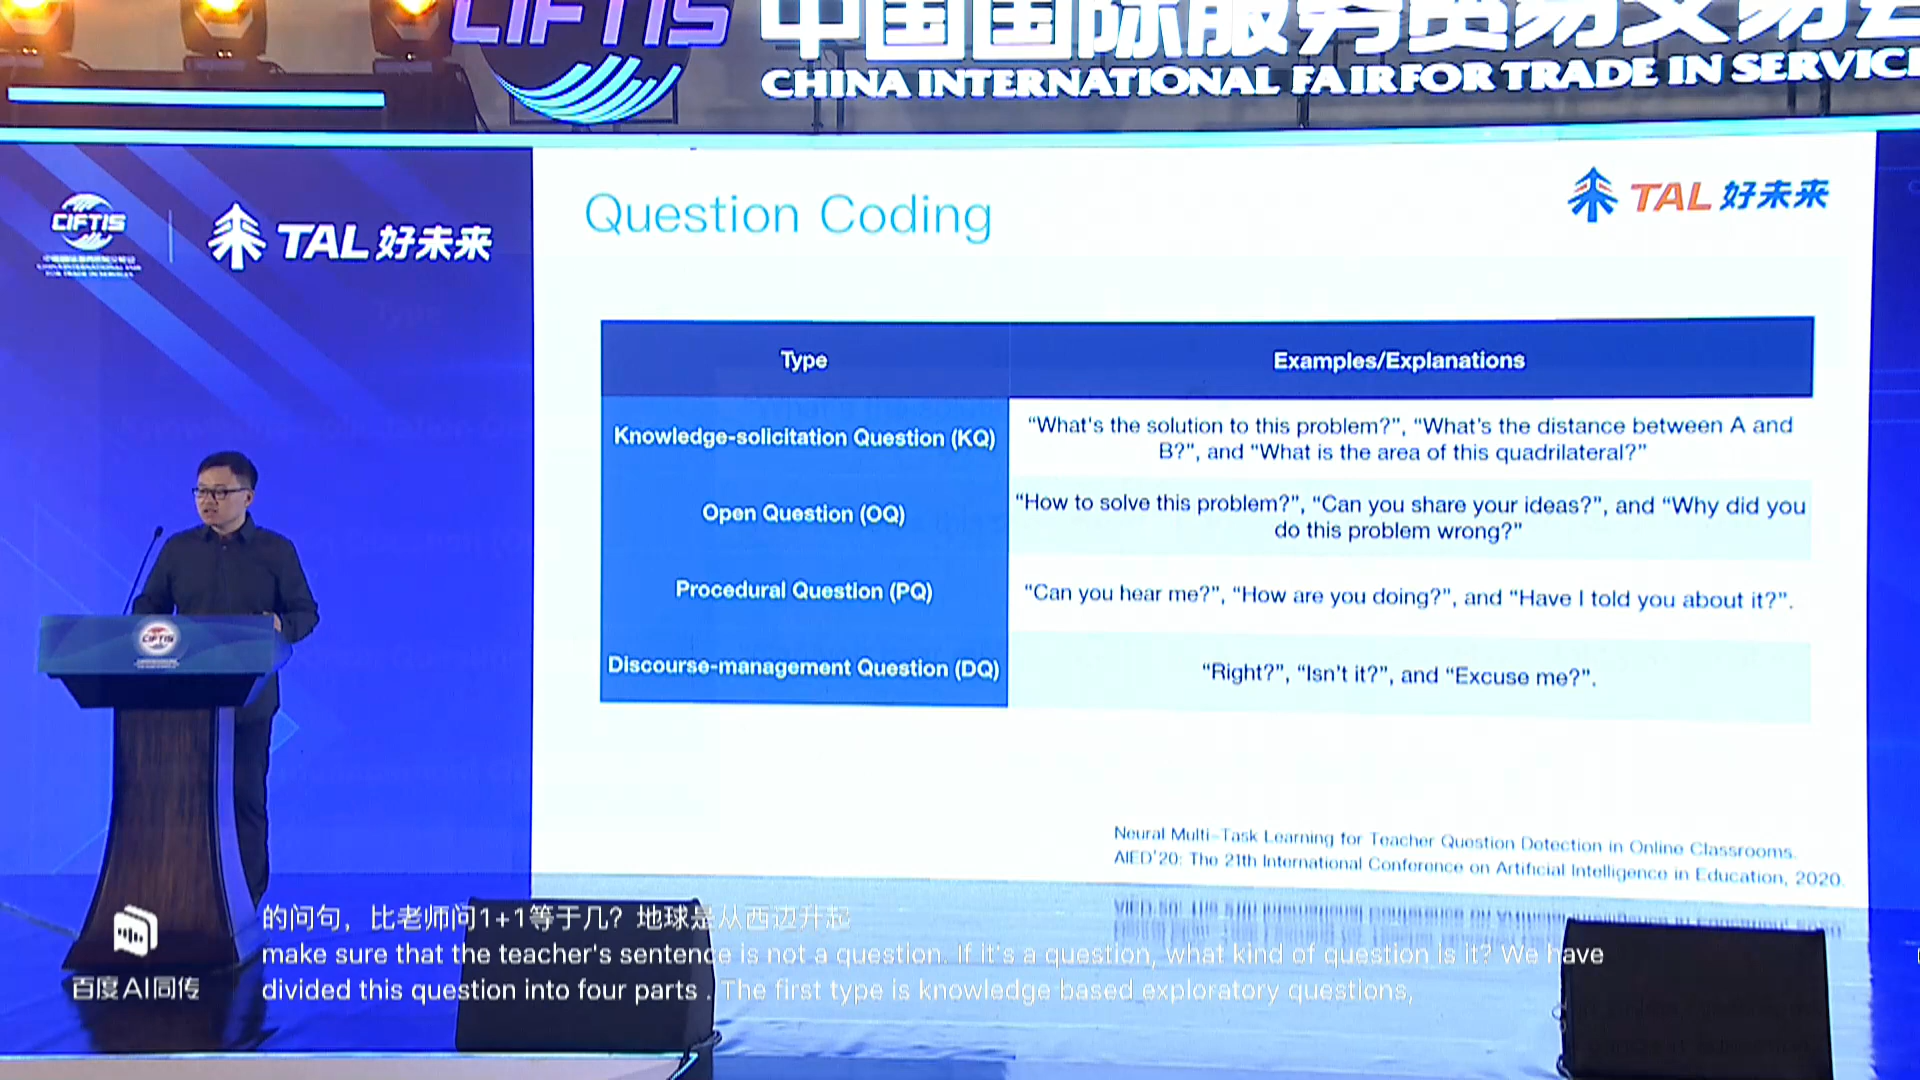 CIFTIS
中国国际服务贸易交易会
CHINA INTERNATIONAL FAIR FOR TRADE IN SERVIC
CIFTIS
TAL 好未来
Question Coding
TAL 好未来
Type
Examples/Explanations
Knowledge-solicitation Question (KQ)
“What's the solution to this problem?”, “What's the distance between A and
B?”, and “What is the area of this quadrilateral?”
Open Question (OQ)
“How to solve this problem?”, “Can you share your ideas?”, and “Why did you
do this problem wrong?”
Procedural Question (PQ)
“Can you hear me?”, “How are you doing?”, and “Have I told you about it?”.
Discourse-management Question (DQ)
“Right?”, “Isn't it?”, and “Excuse me?”.
Neural Multi-Task Learning for Teacher Question Detection in Online Classrooms.
AIED'20: The 21th International Conference on Artificial Intelligence in Education, 2020.
CIFTIS
百度AI同传
的问句，比老师问1+1等于几？地球是从西边升起
make sure that the teacher's sentence is not a question. If it's a question, what kind of question is it? We have
divided this question into four parts . The first type is knowledge based exploratory questions,